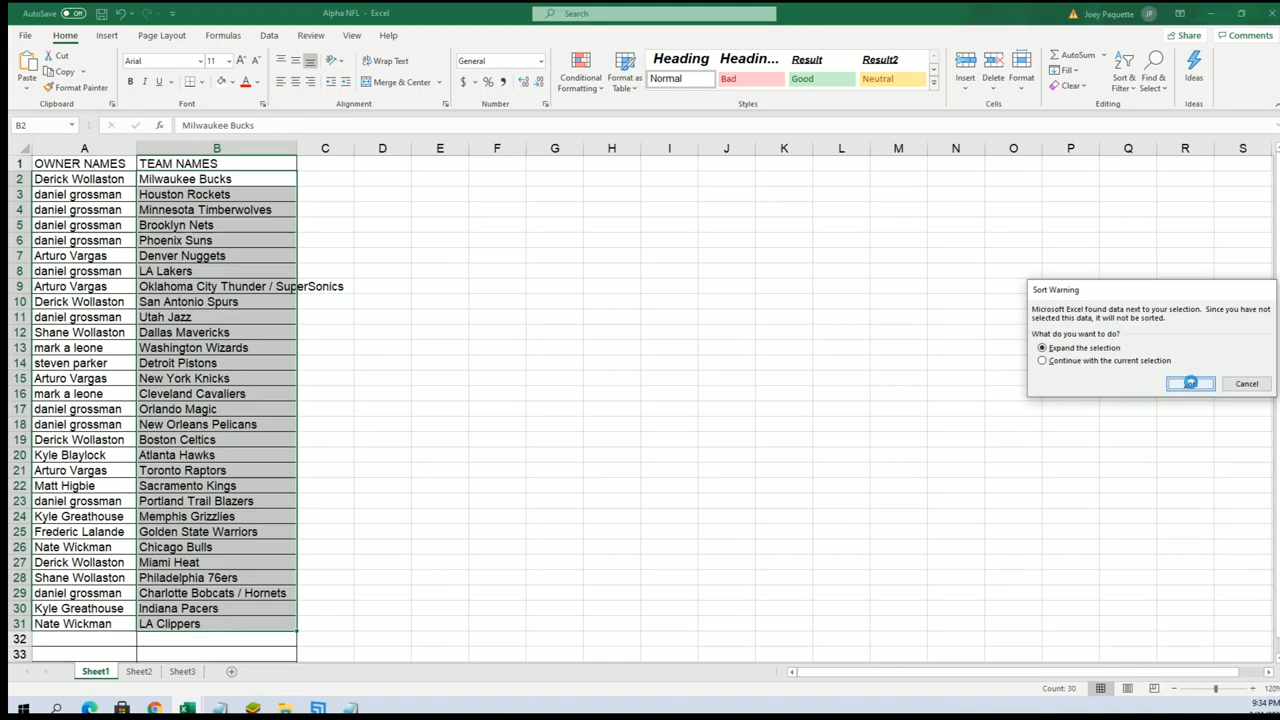 AutoSave Off Alpha NFL - Excel Search Joey Paquette JP
File Home Insert Page Layout Formulas Data Review View Help Share Comments
Paste Cut Copy Format Painter Clipboard
Arial 11 B I U A Font
Wrap Text Merge & Center Alignment
General $ % Number
Conditional Formatting Format as Table
Heading Headin... Result Result2
Normal Bad Good Neutral
Styles
Insert Delete Format Cells
AutoSum Fill Clear Sort & Filter Find & Select Editing
Ideas Ideas
B2 fx Milwaukee Bucks
A B C D E F G H I J K L M N O P Q R S
1 OWNER NAMES TEAM NAMES
2 Derick Wollaston Milwaukee Bucks
3 daniel grossman Houston Rockets
4 daniel grossman Minnesota Timberwolves
5 daniel grossman Brooklyn Nets
6 daniel grossman Phoenix Suns
7 Arturo Vargas Denver Nuggets
8 daniel grossman LA Lakers
9 Arturo Vargas Oklahoma City Thunder / SuperSonics
10 Derick Wollaston San Antonio Spurs
11 daniel grossman Utah Jazz
12 Shane Wollaston Dallas Mavericks
13 mark a leone Washington Wizards
14 steven parker Detroit Pistons
15 Arturo Vargas New York Knicks
16 mark a leone Cleveland Cavaliers
17 daniel grossman Orlando Magic
18 daniel grossman New Orleans Pelicans
19 Derick Wollaston Boston Celtics
20 Kyle Blaylock Atlanta Hawks
21 Arturo Vargas Toronto Raptors
22 Matt Higbie Sacramento Kings
23 daniel grossman Portland Trail Blazers
24 Kyle Greathouse Memphis Grizzlies
25 Frederic Lalande Golden State Warriors
26 Nate Wickman Chicago Bulls
27 Derick Wollaston Miami Heat
28 Shane Wollaston Philadelphia 76ers
29 daniel grossman Charlotte Bobcats / Hornets
30 Kyle Greathouse Indiana Pacers
31 Nate Wickman LA Clippers
32
33
Sort Warning
Microsoft Excel found data next to your selection. Since you have not
selected this data, it will not be sorted.
What do you want to do?
Expand the selection
Continue with the current selection
Cancel
Sheet1 Sheet2 Sheet3
Count: 30 120%
9:34 PM